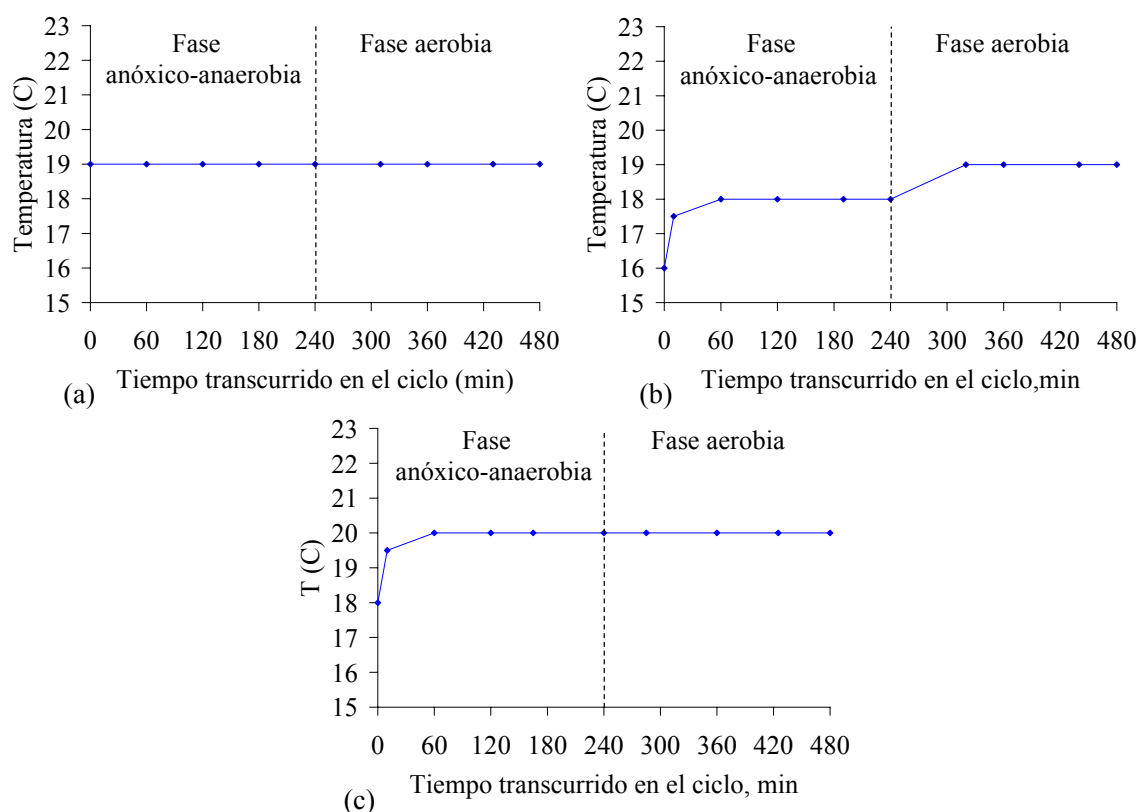 23
22
21
20
19
18
17
16
15
Temperatura (C)
Fase
anóxico-anaerobia
Fase aerobia
0 60 120 180 240 300 360 420 480
Tiempo transcurrido en el ciclo (min)
(a)
23
22
21
20
19
18
17
16
15
Temperatura (C)
Fase
anóxico-anaerobia
Fase aerobia
0 60 120 180 240 300 360 420 480
Tiempo transcurrido en el ciclo,min
(b)
23
22
21
20
19
18
17
16
15
T (C)
Fase
anóxico-anaerobia
Fase aerobia
0 60 120 180 240 300 360 420 480
Tiempo transcurrido en el ciclo, min
(c)